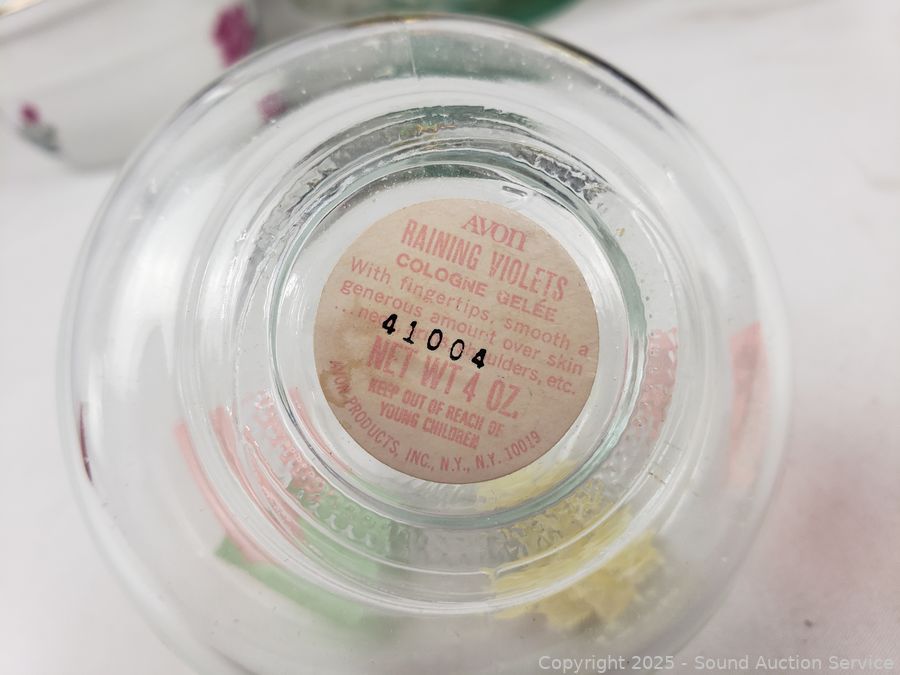 AVON
RAINING VIOLETS
COLOGNE GELÉE
With fingertips, smooth a
generous amount over skin
... etc.
41004
NET WT 4 OZ.
KEEP OUT OF REACH OF
YOUNG CHILDREN
AVON PRODUCTS, INC., N.Y., N.Y. 10019
Copyright © 2025 - Sound Auction Service